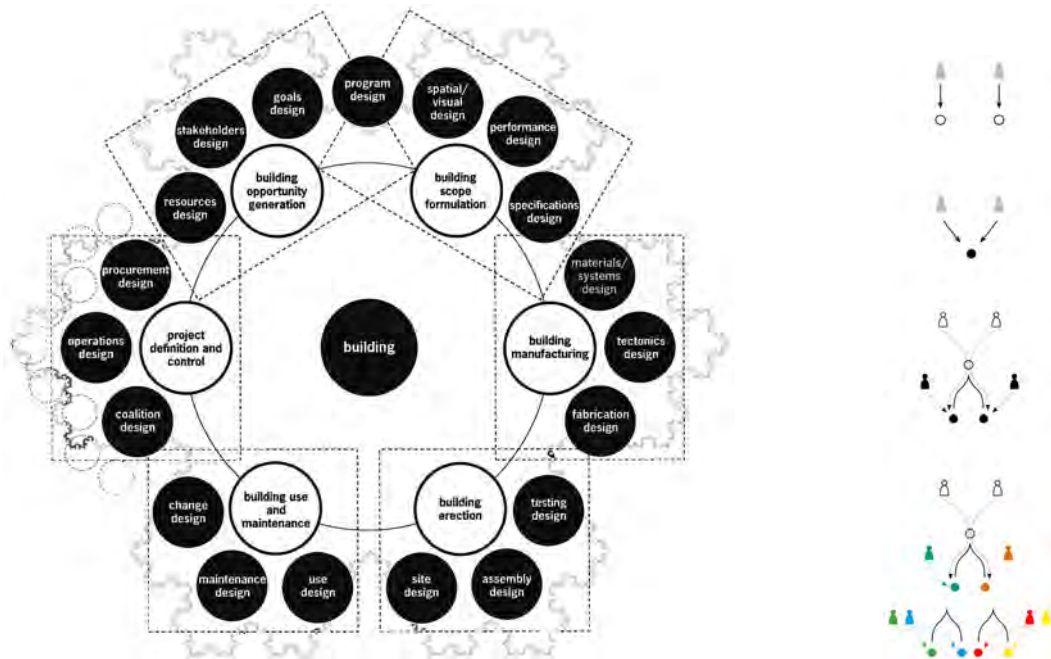 program
design
goals
design
spatial/
visual
design
stakeholders
design
performance
design
building
opportunity
generation
building
scope
formulation
resources
design
specifications
design
procurement
design
materials/
systems
design
operations
design
project
definition and
control
building
building
manufacturing
tectonics
design
coalition
design
fabrication
design
change
design
building use
and
maintenance
building
erection
testing
design
maintenance
design
use
design
site
design
assembly
design